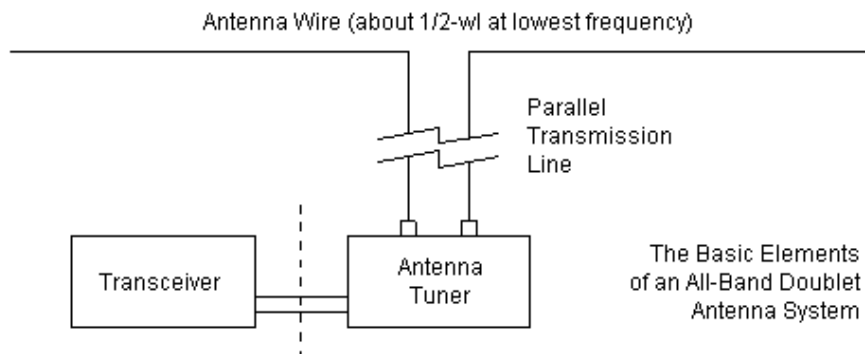 Antenna Wire (about 1/2-wl at lowest frequency)
Parallel
Transmission
Line
Transceiver
Antenna
Tuner
The Basic Elements
of an All-Band Doublet
Antenna System